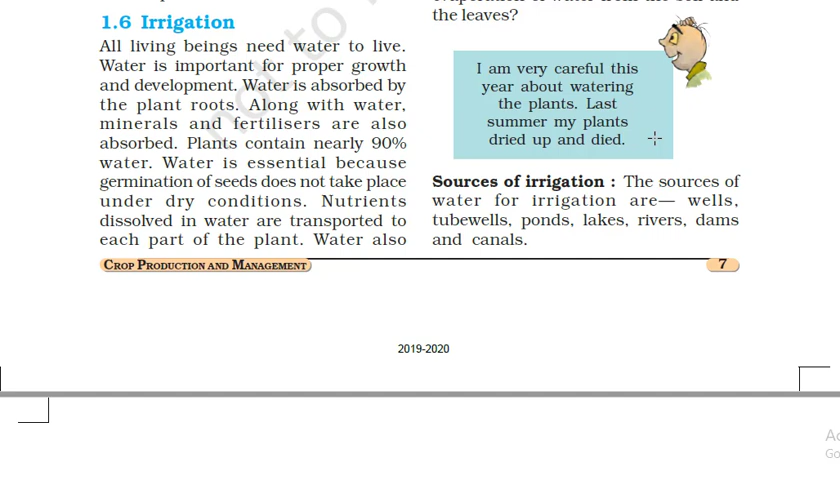 1.6 Irrigation
All living beings need water to live.
Water is important for proper growth
and development. Water is absorbed by
the plant roots. Along with water,
minerals and fertilisers are also
absorbed. Plants contain nearly 90%
water. Water is essential because
germination of seeds does not take place
under dry conditions. Nutrients
dissolved in water are transported to
each part of the plant. Water also
the leaves?
I am very careful this
year about watering
the plants. Last
summer my plants
dried up and died.
Sources of irrigation : The sources of
water for irrigation are— wells,
tubewells, ponds, lakes, rivers, dams
and canals.
CROP PRODUCTION AND MANAGEMENT
7
2019-2020
not to